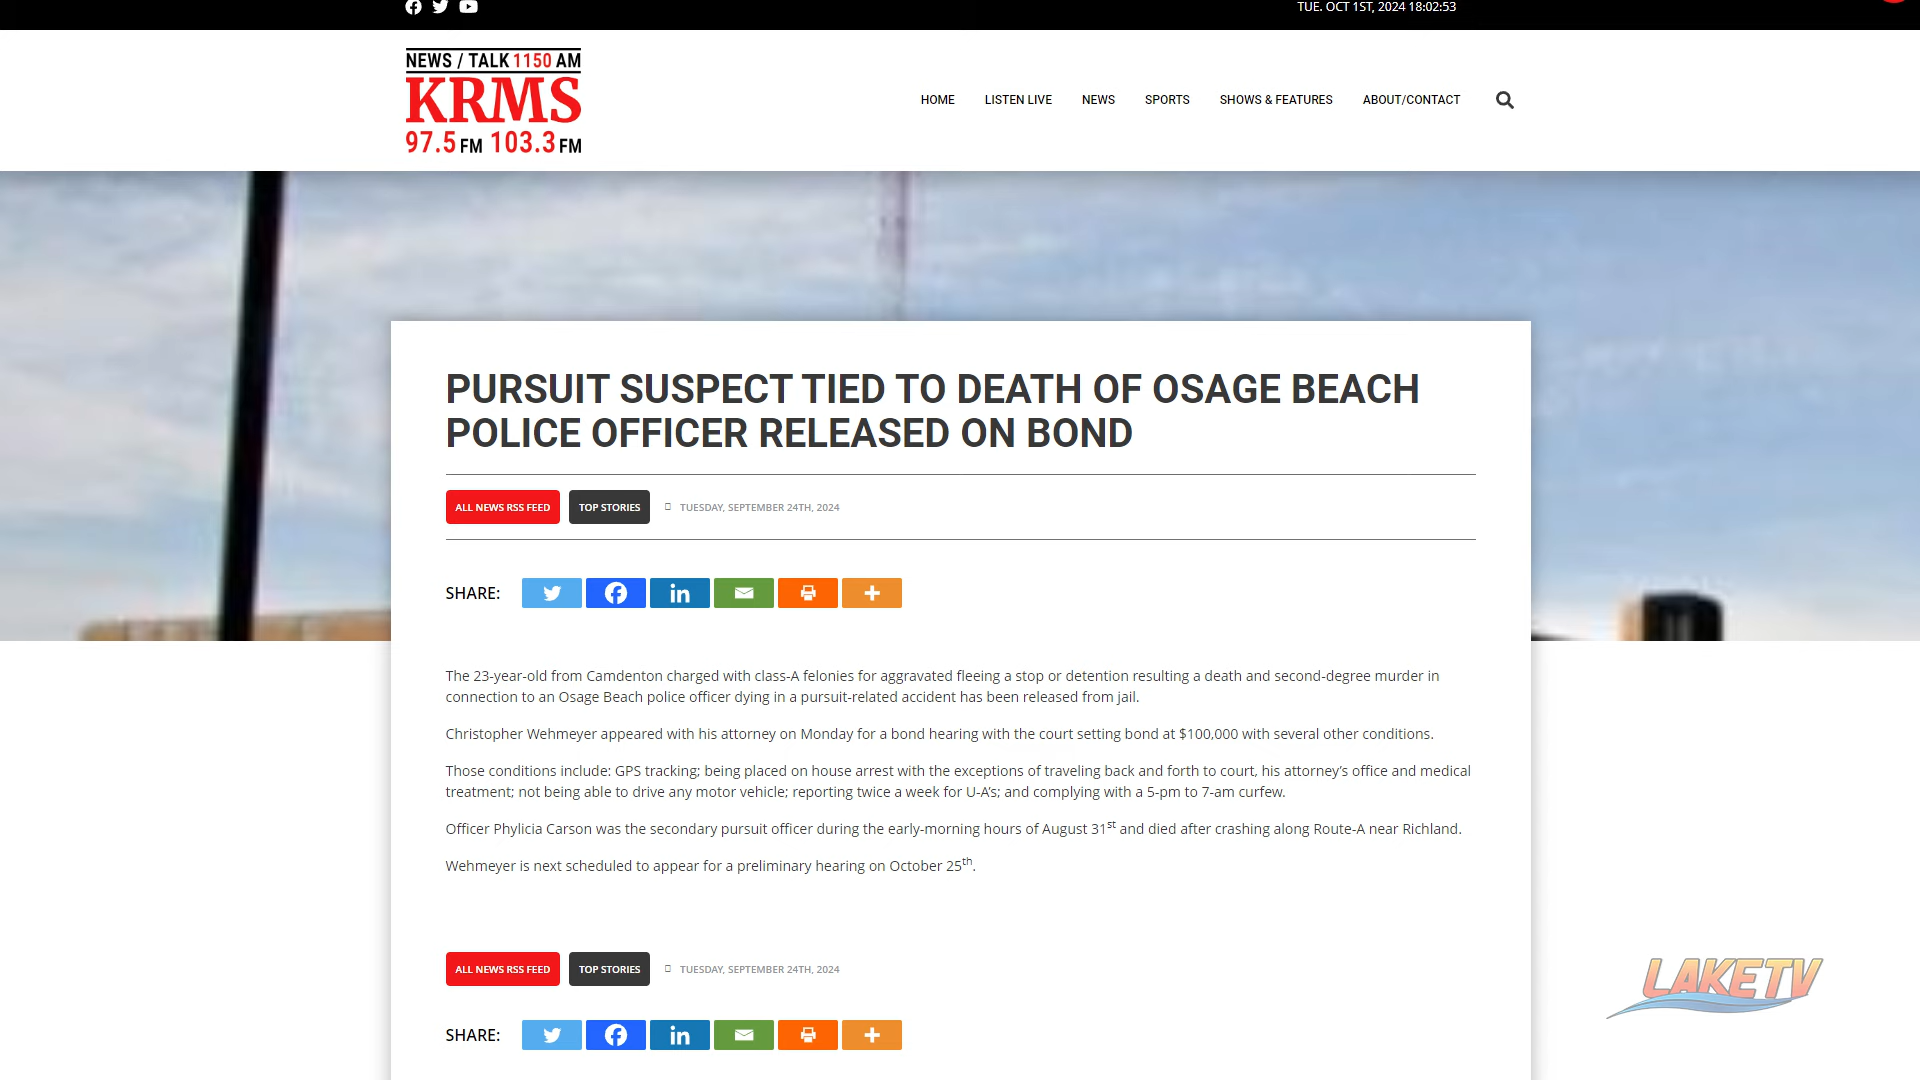 TUE. OCT 1ST, 2024 18:02:53
NEWS / TALK 1150 AM
KRMS
97.5 FM 103.3 FM
HOME LISTEN LIVE NEWS SPORTS SHOWS & FEATURES ABOUT/CONTACT
PURSUIT SUSPECT TIED TO DEATH OF OSAGE BEACH
POLICE OFFICER RELEASED ON BOND
ALL NEWS RSS FEED TOP STORIES TUESDAY, SEPTEMBER 24TH, 2024
SHARE:
The 23-year-old from Camdenton charged with class-A felonies for aggravated fleeing a stop or detention resulting a death and second-degree murder in
connection to an Osage Beach police officer dying in a pursuit-related accident has been released from jail.
Christopher Wehmeyer appeared with his attorney on Monday for a bond hearing with the court setting bond at $100,000 with several other conditions.
Those conditions include: GPS tracking; being placed on house arrest with the exceptions of traveling back and forth to court, his attorney’s office and medical
treatment; not being able to drive any motor vehicle; reporting twice a week for U-A’s; and complying with a 5-pm to 7-am curfew.
Officer Phylicia Carson was the secondary pursuit officer during the early-morning hours of August 31st and died after crashing along Route-A near Richland.
Wehmeyer is next scheduled to appear for a preliminary hearing on October 25th.
ALL NEWS RSS FEED TOP STORIES TUESDAY, SEPTEMBER 24TH, 2024
LAKETV
SHARE: